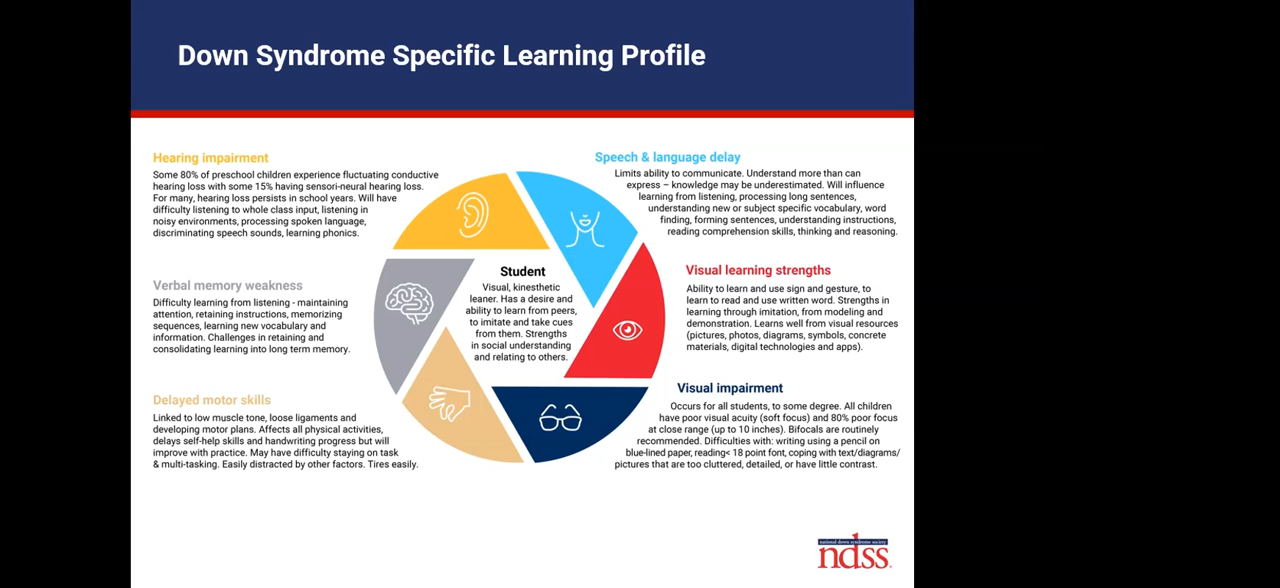 Down Syndrome Specific Learning Profile
Hearing impairment
Some 80% of preschool children experience fluctuating conductive
hearing loss with some 15% having sensori-neural hearing loss.
For many, hearing loss persists in school years. Will have
difficulty listening to whole class input, listening in
noisy environments, processing spoken language,
discriminating speech sounds, learning phonics.
Speech & language delay
Limits ability to communicate. Understand more than can
express – knowledge may be underestimated. Will influence
learning from listening, processing long sentences,
understanding new or subject specific vocabulary, word
finding, forming sentences, understanding instructions,
reading comprehension skills, thinking and reasoning.
Verbal memory weakness
Difficulty learning from listening - maintaining
attention, retaining instructions, memorizing
sequences, learning new vocabulary and
information. Challenges in retaining and
consolidating learning into long term memory.
Student
Visual, kinesthetic
leaner. Has a desire and
ability to learn from peers,
to imitate and take cues
from them. Strengths
in social understanding
and relating to others.
Visual learning strengths
Ability to learn and use sign and gesture, to
learn to read and use written word. Strengths in
learning through imitation, from modeling and
demonstration. Learns well from visual resources
(pictures, photos, diagrams, symbols, concrete
materials, digital technologies and apps).
Delayed motor skills
Linked to low muscle tone, loose ligaments and
developing motor plans. Affects all physical activities,
delays self-help skills and handwriting progress but will
improve with practice. May have difficulty staying on task
& multi-tasking. Easily distracted by other factors. Tires easily.
Visual impairment
Occurs for all students, to some degree. All children
have poor visual acuity (soft focus) and 80% poor focus
at close range (up to 10 inches). Bifocals are routinely
recommended. Difficulties with: writing using a pencil on
blue-lined paper, reading< 18 point font, coping with text/diagrams/
pictures that are too cluttered, detailed, or have little contrast.
national down syndrome society
ndss